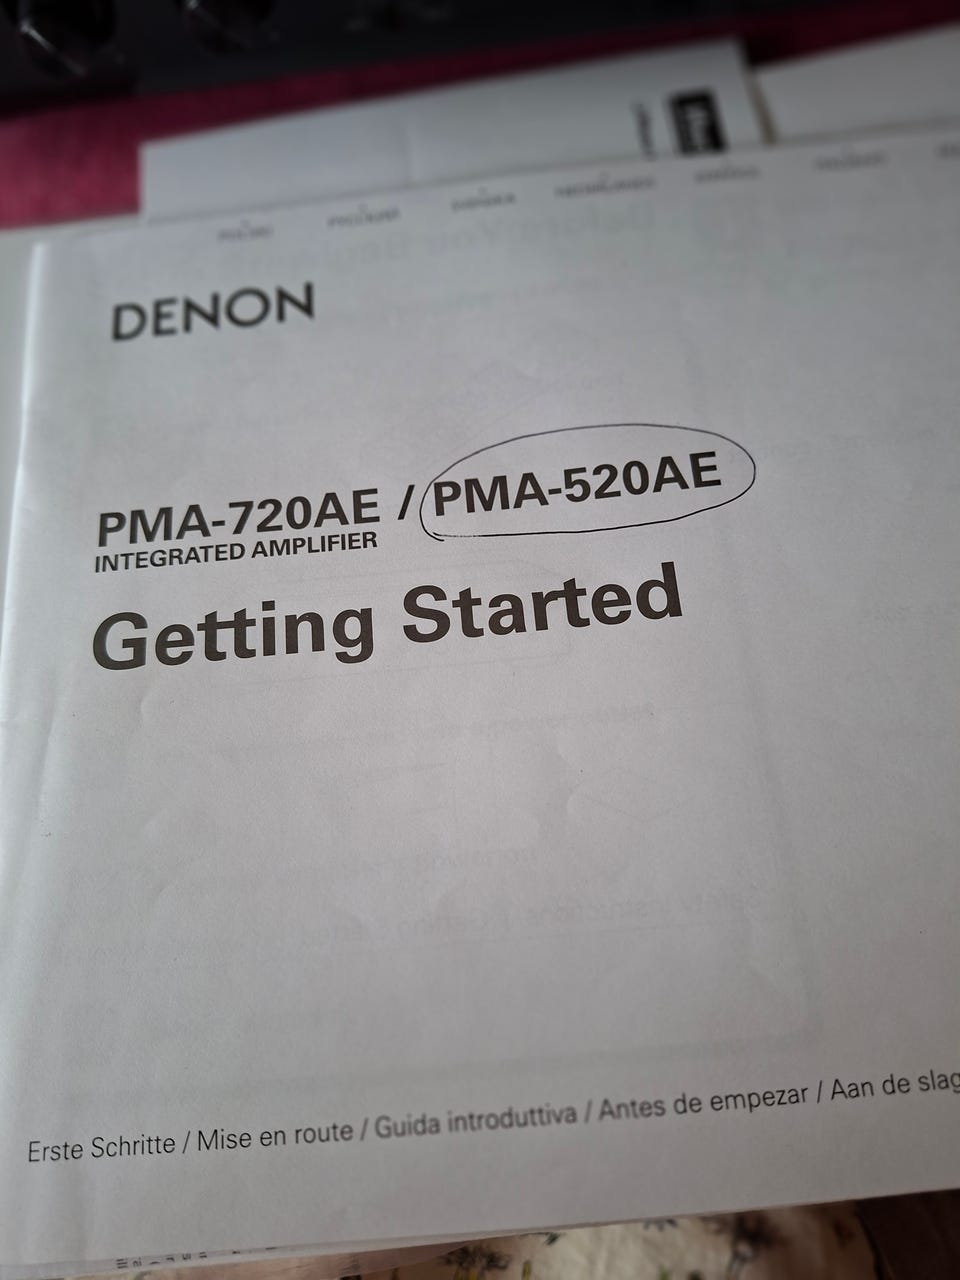 DENON
PMA-720AE / PMA-520AE
INTEGRATED AMPLIFIER
Getting Started
Erste Schritte / Mise en route / Guida introduttiva / Antes de empezar / Aan de slag